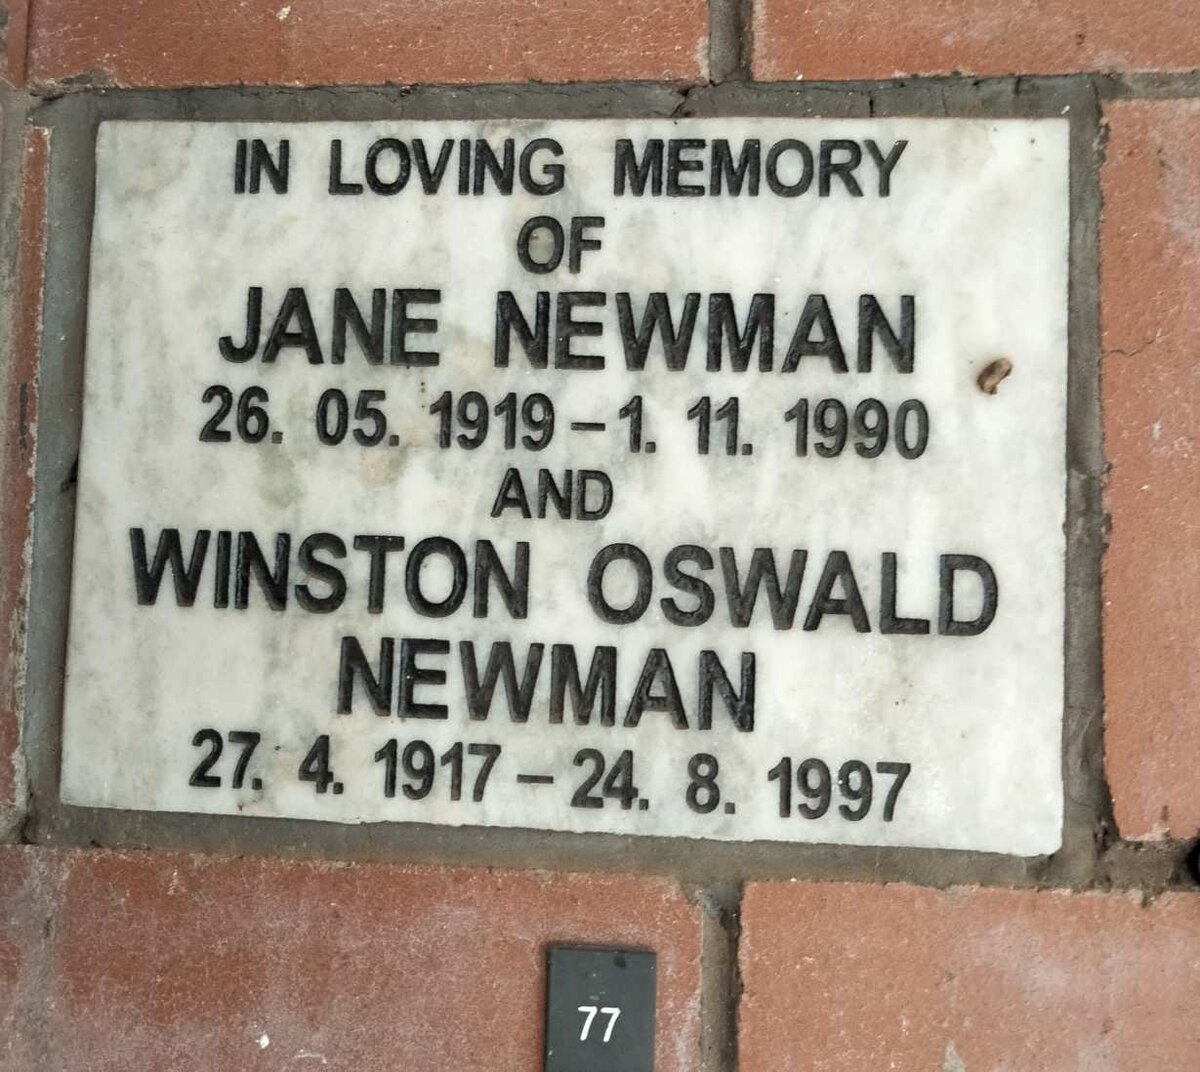 IN LOVING MEMORY
OF
JANE NEWMAN
26. 05. 1919 – 1. 11. 1990
AND
WINSTON OSWALD
NEWMAN
27. 4. 1917 – 24. 8. 1997
77